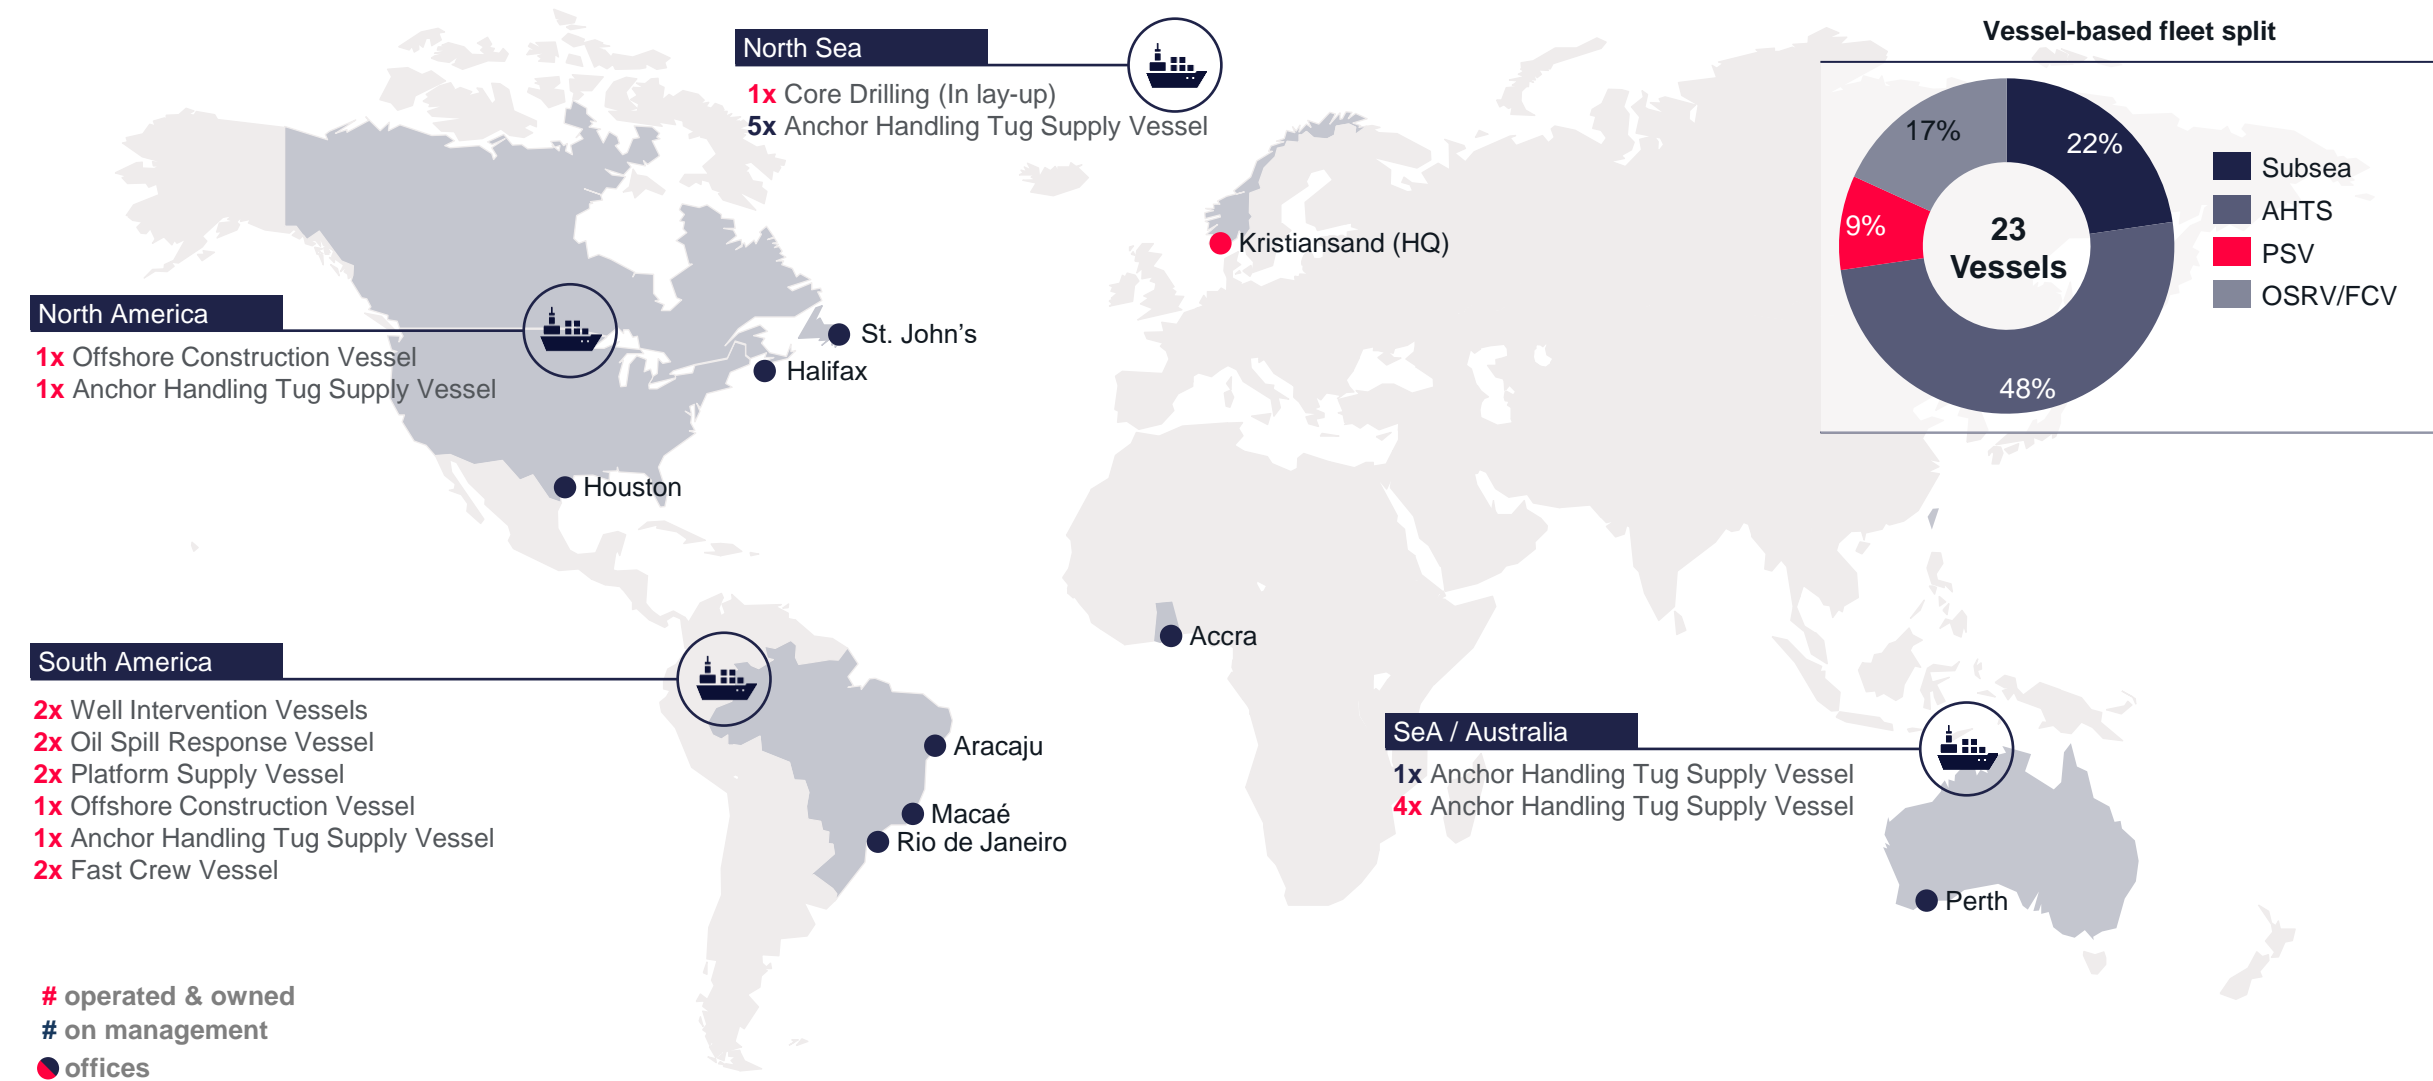 North Sea
1x Core Drilling (In lay-up)
5x Anchor Handling Tug Supply Vessel
Vessel-based fleet split
17%
22%
9%
48%
23
Vessels
Subsea
AHTS
PSV
OSRV/FCV
Kristiansand (HQ)
North America
1x Offshore Construction Vessel
1x Anchor Handling Tug Supply Vessel
St. John’s
Halifax
Houston
Accra
South America
2x Well Intervention Vessels
2x Oil Spill Response Vessel
2x Platform Supply Vessel
1x Offshore Construction Vessel
1x Anchor Handling Tug Supply Vessel
2x Fast Crew Vessel
Aracaju
Macaé
Rio de Janeiro
SeA / Australia
1x Anchor Handling Tug Supply Vessel
4x Anchor Handling Tug Supply Vessel
Perth
# operated & owned
# on management
offices